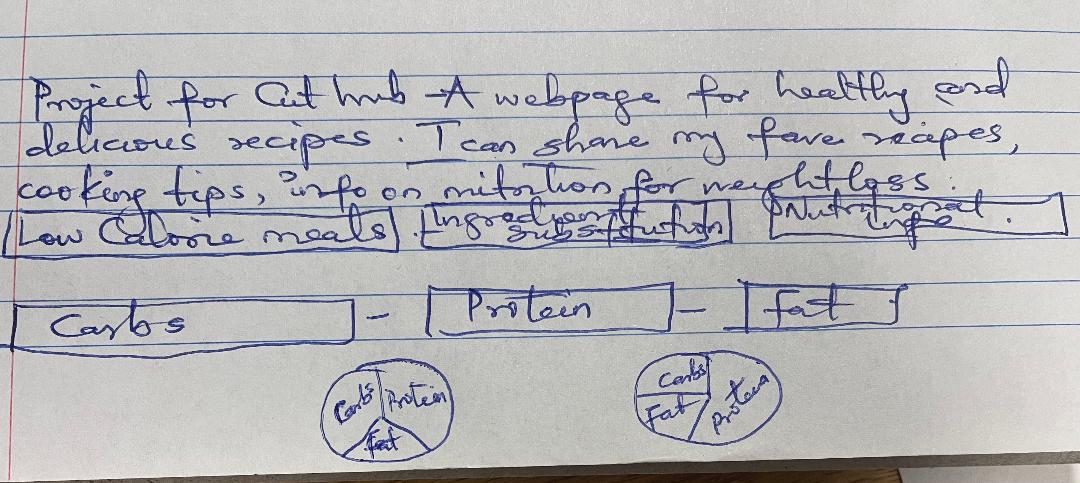 Project for Cut hub - A webpage for healthy and
delicious recipes. I can share my fave recipes,
cooking tips, info on nitrition for weight loss.
Low Calorie meals. Ingredient substitution Nutritional info.
Carbs - Protein - fat
Carbs Protein Fat
Carbs Fat Protein